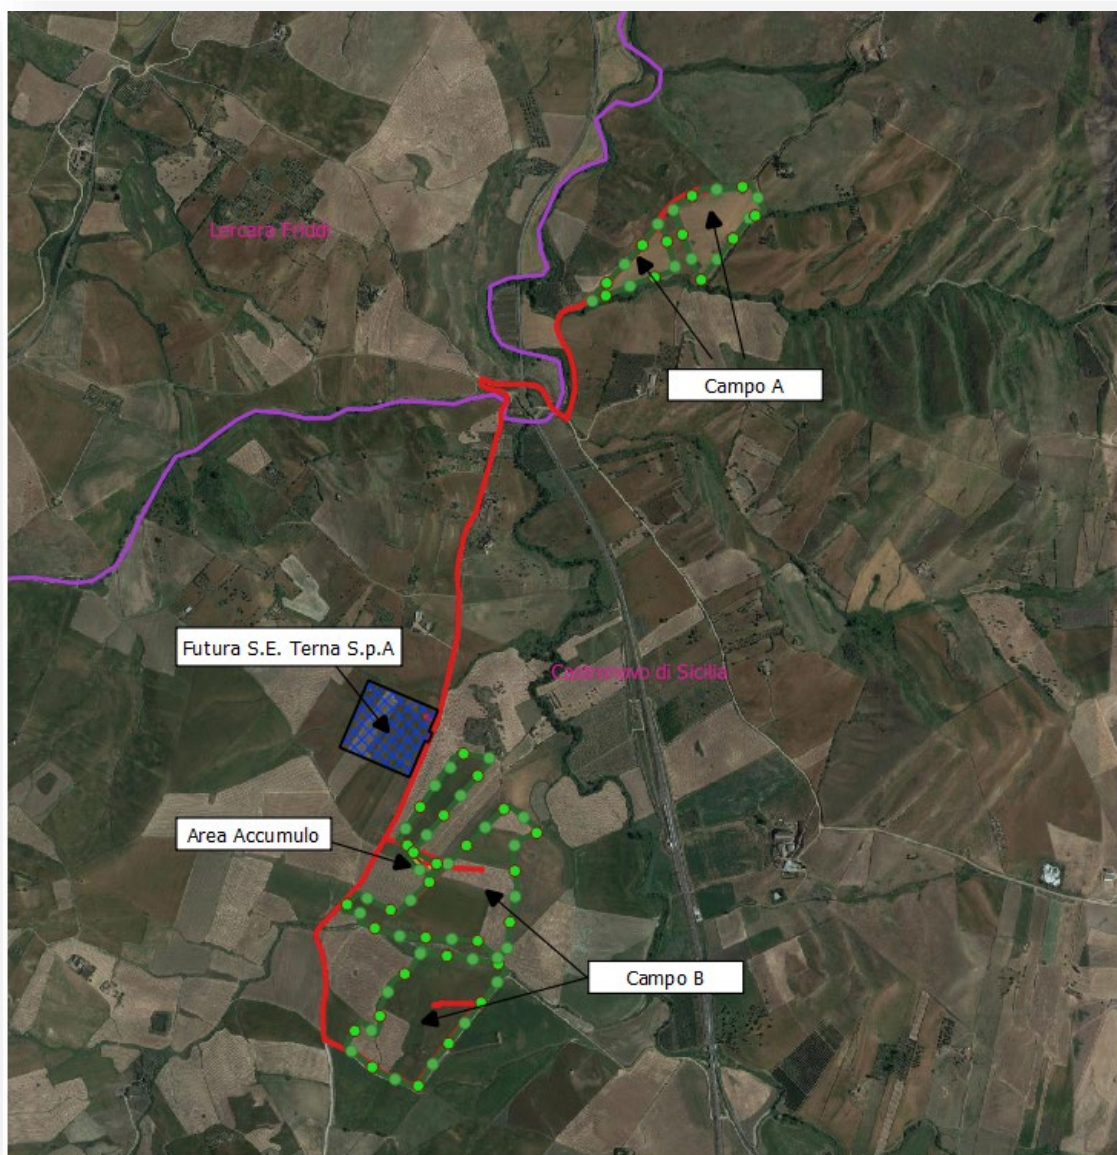 Lercara Friddi
Campo A
Futura S.E. Terna S.p.A
Castronovo di Sicilia
Area Accumulo
Campo B